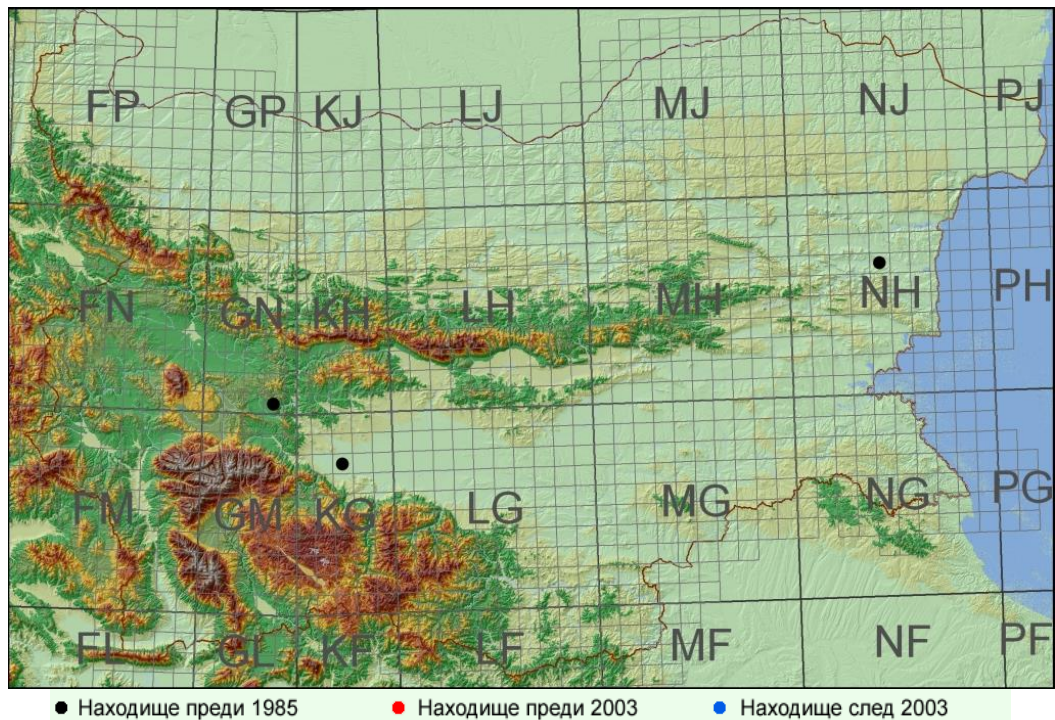 FP GP KJ LJ MJ NJ PJ
FN GN KH LH MH NH PH
FM GM KG LG MG NG PG
FL GL KF LF MF NF PF
Находище преди 1985 Находище преди 2003 Находище след 2003